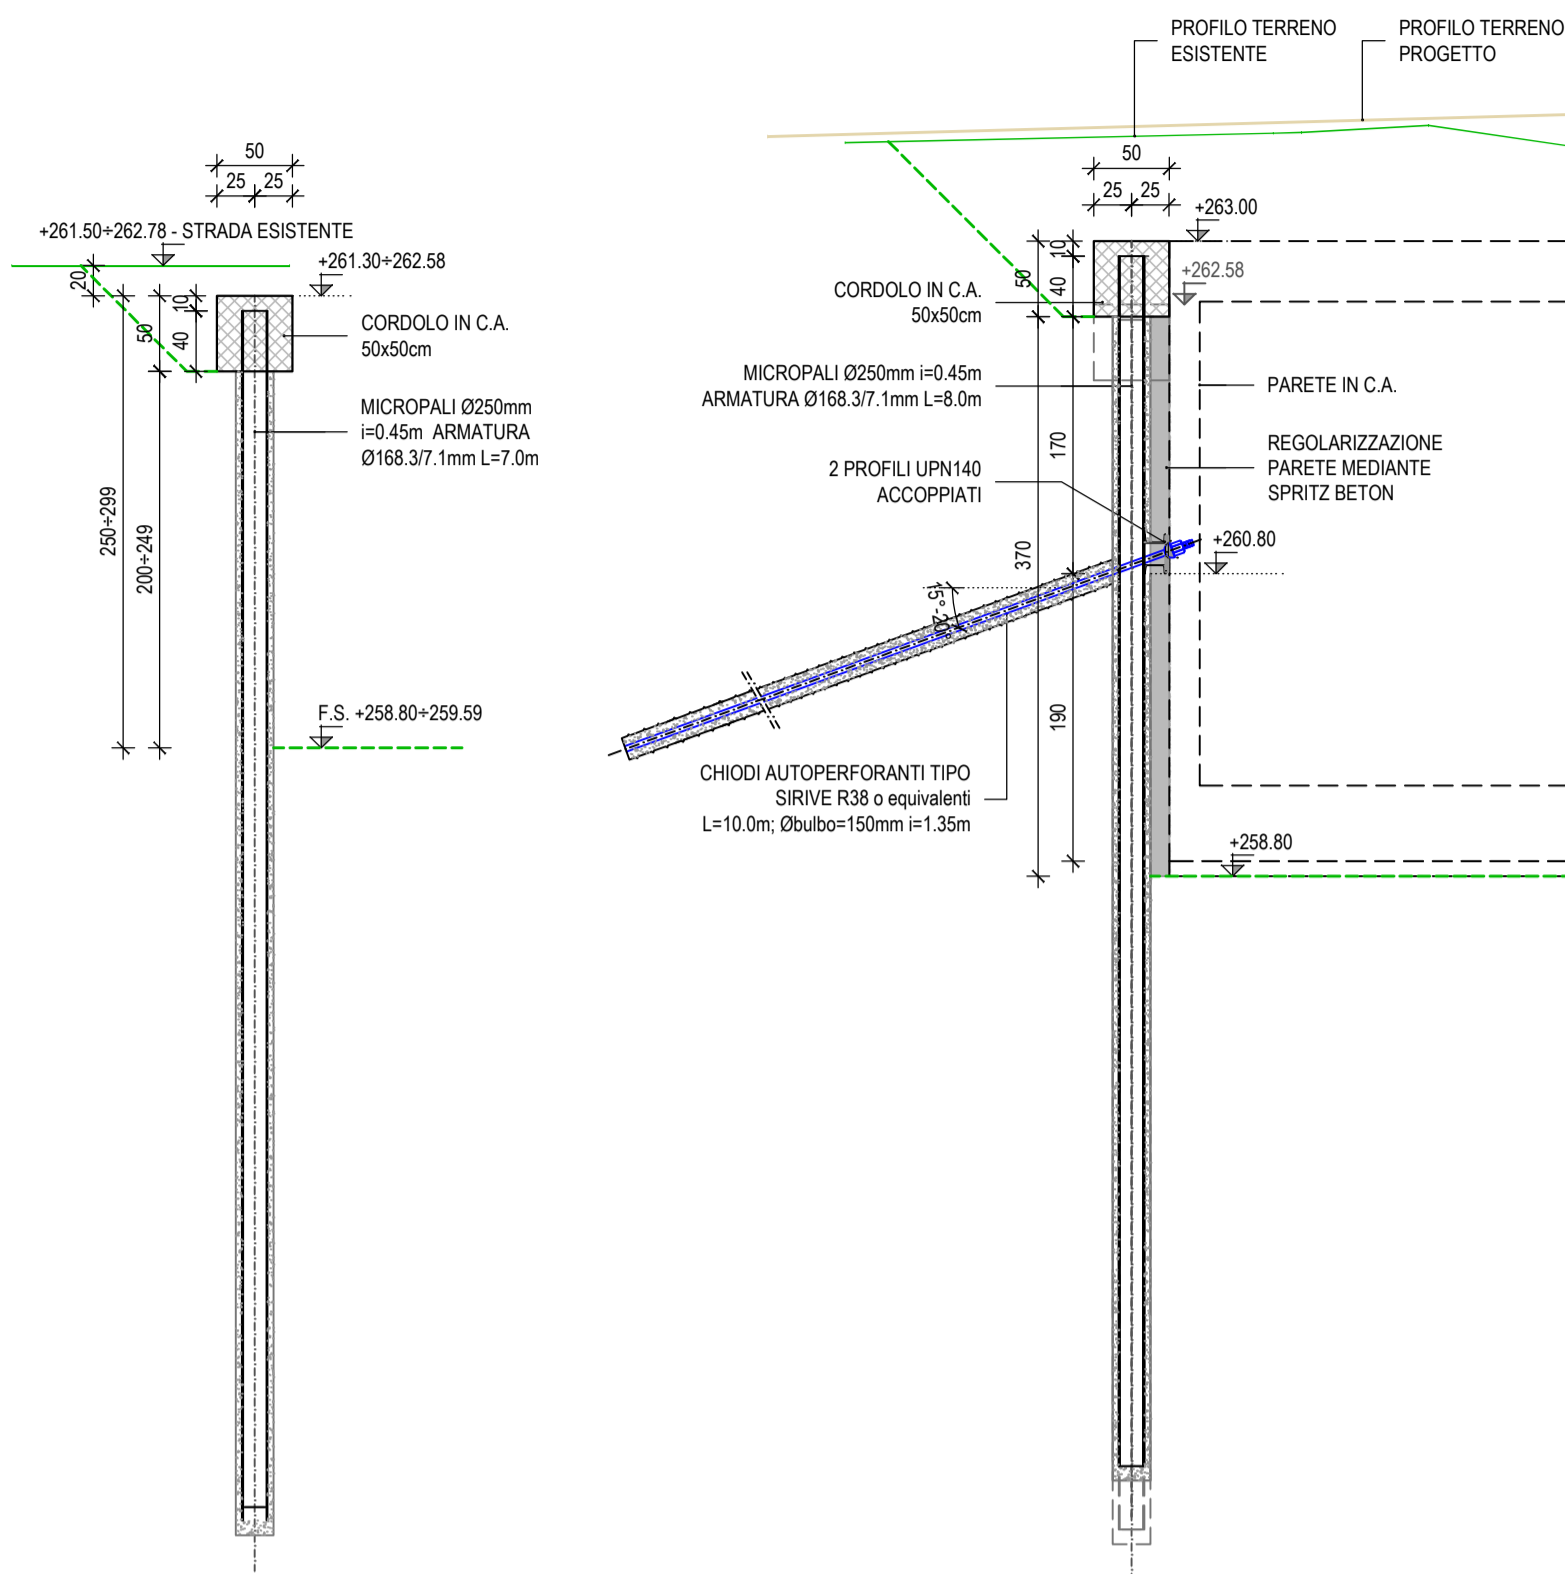 PROFILO TERRENO
ESISTENTE
PROFILO TERRENO
PROGETTO
50
25 25
+261.50÷262.78 - STRADA ESISTENTE
+261.30÷262.58
20
10
50
40
CORDOLO IN C.A.
50x50cm
MICROPALI Ø250mm
i=0.45m ARMATURA
Ø168.3/7.1mm L=7.0m
250÷299
200÷249
F.S. +258.80÷259.59
50
25 25
+263.00
+262.58
10
50
40
CORDOLO IN C.A.
50x50cm
MICROPALI Ø250mm i=0.45m
ARMATURA Ø168.3/7.1mm L=8.0m
PARETE IN C.A.
REGOLARIZZAZIONE
PARETE MEDIANTE
SPRITZ BETON
170
2 PROFILI UPN140
ACCOPPIATI
+260.80
370
190
CHIODI AUTOPERFORANTI TIPO
SIRIVE R38 o equivalenti
L=10.0m; Øbulbo=150mm i=1.35m
+258.80